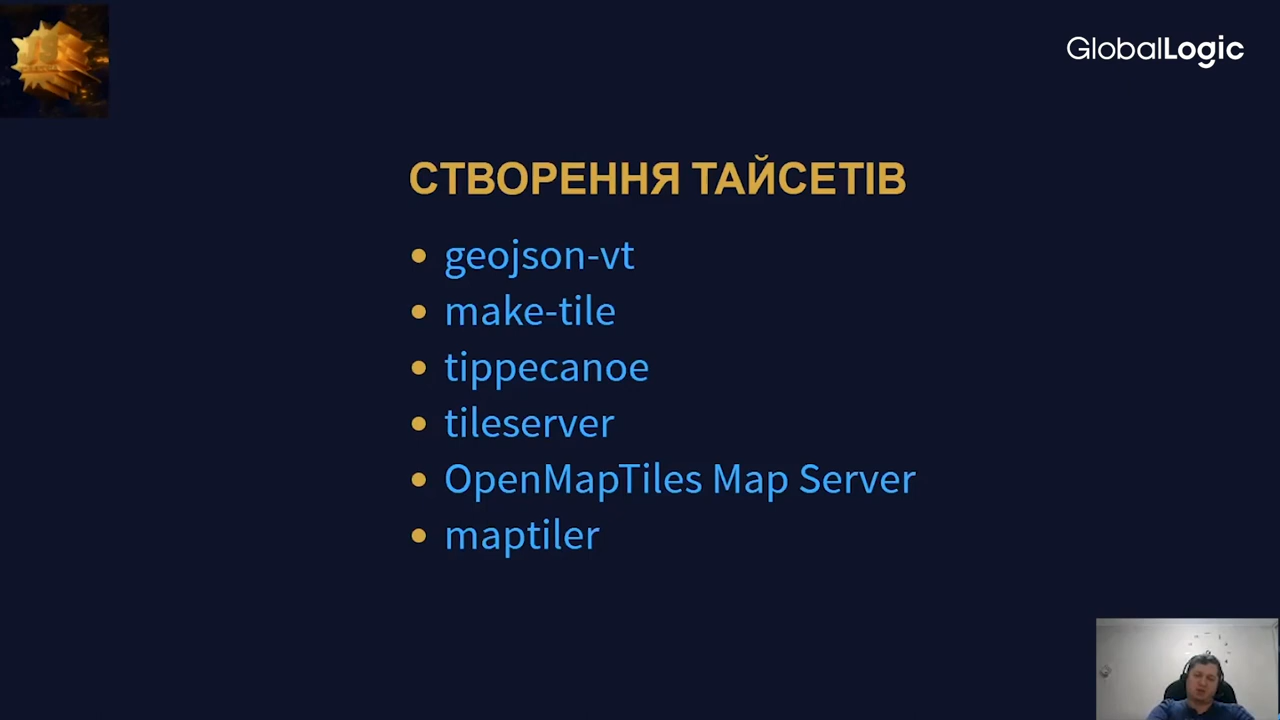 GlobalLogic
СТВОРЕННЯ ТАЙСЕТІВ
geojson-vt
make-tile
tippecanoe
tileserver
OpenMapTiles Map Server
maptiler